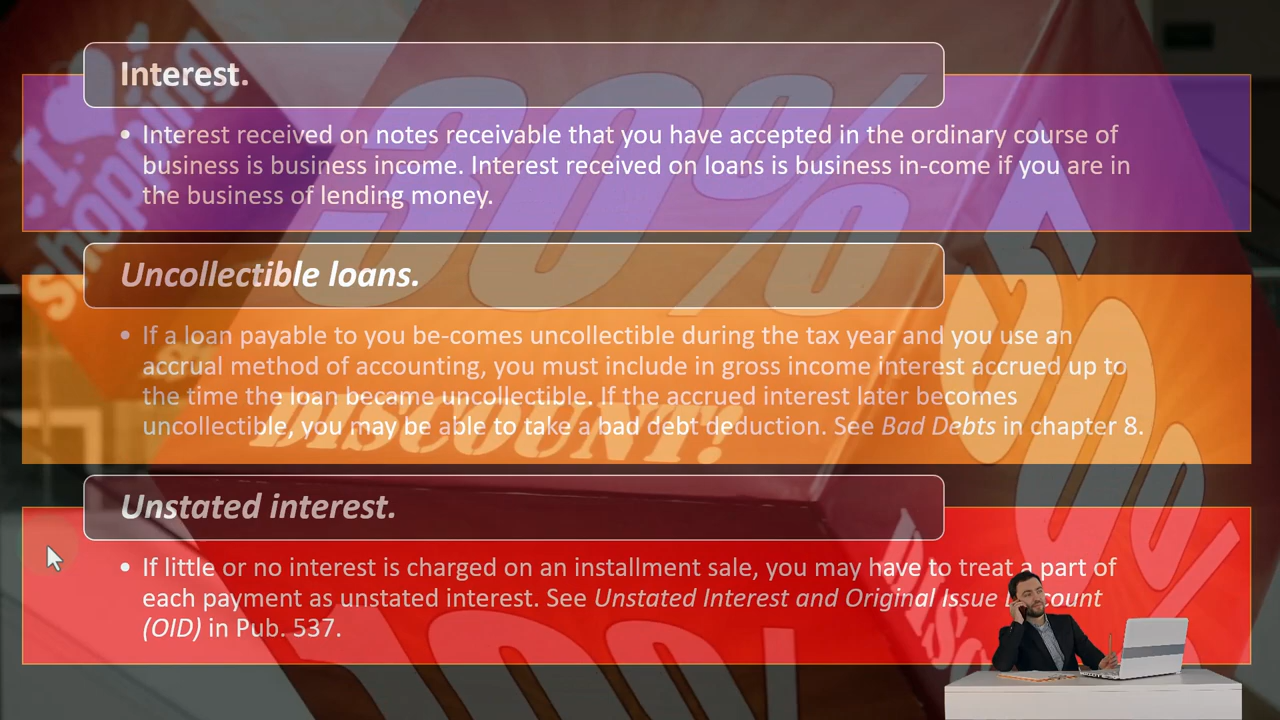 Interest.
• Interest received on notes receivable that you have accepted in the ordinary course of
business is business income. Interest received on loans is business in-come if you are in
the business of lending money.
Uncollectible loans.
• If a loan payable to you be-comes uncollectible during the tax year and you use an
accrual method of accounting, you must include in gross income interest accrued up to
the time the loan became uncollectible. If the accrued interest later becomes
uncollectible, you may be able to take a bad debt deduction. See Bad Debts in chapter 8.
Unstated interest.
• If little or no interest is charged on an installment sale, you may have to treat a part of
each payment as unstated interest. See Unstated Interest and Original Issue
(OID) in Pub. 537.
I
shopping
30%
DISCOUNT!